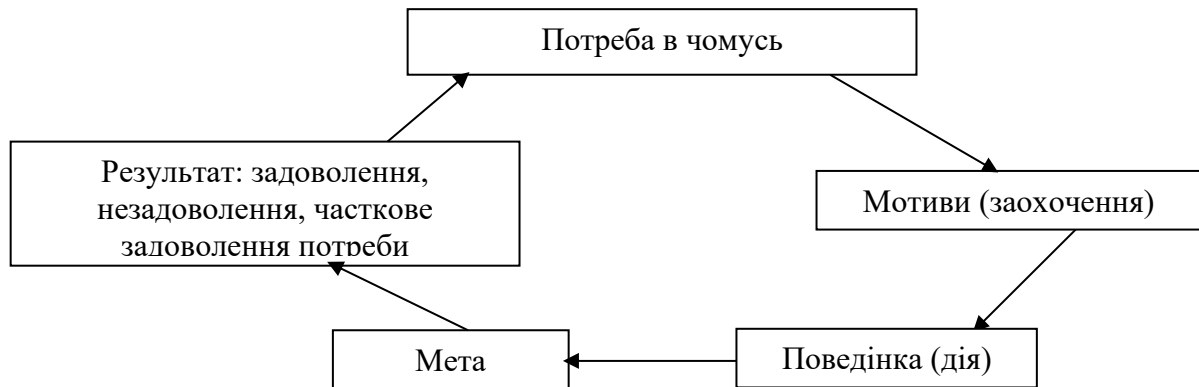 Потреба в чомусь
Результат: задоволення,
незадоволення, часткове
задоволення потреби
Мотиви (заохочення)
Мета
Поведінка (дія)